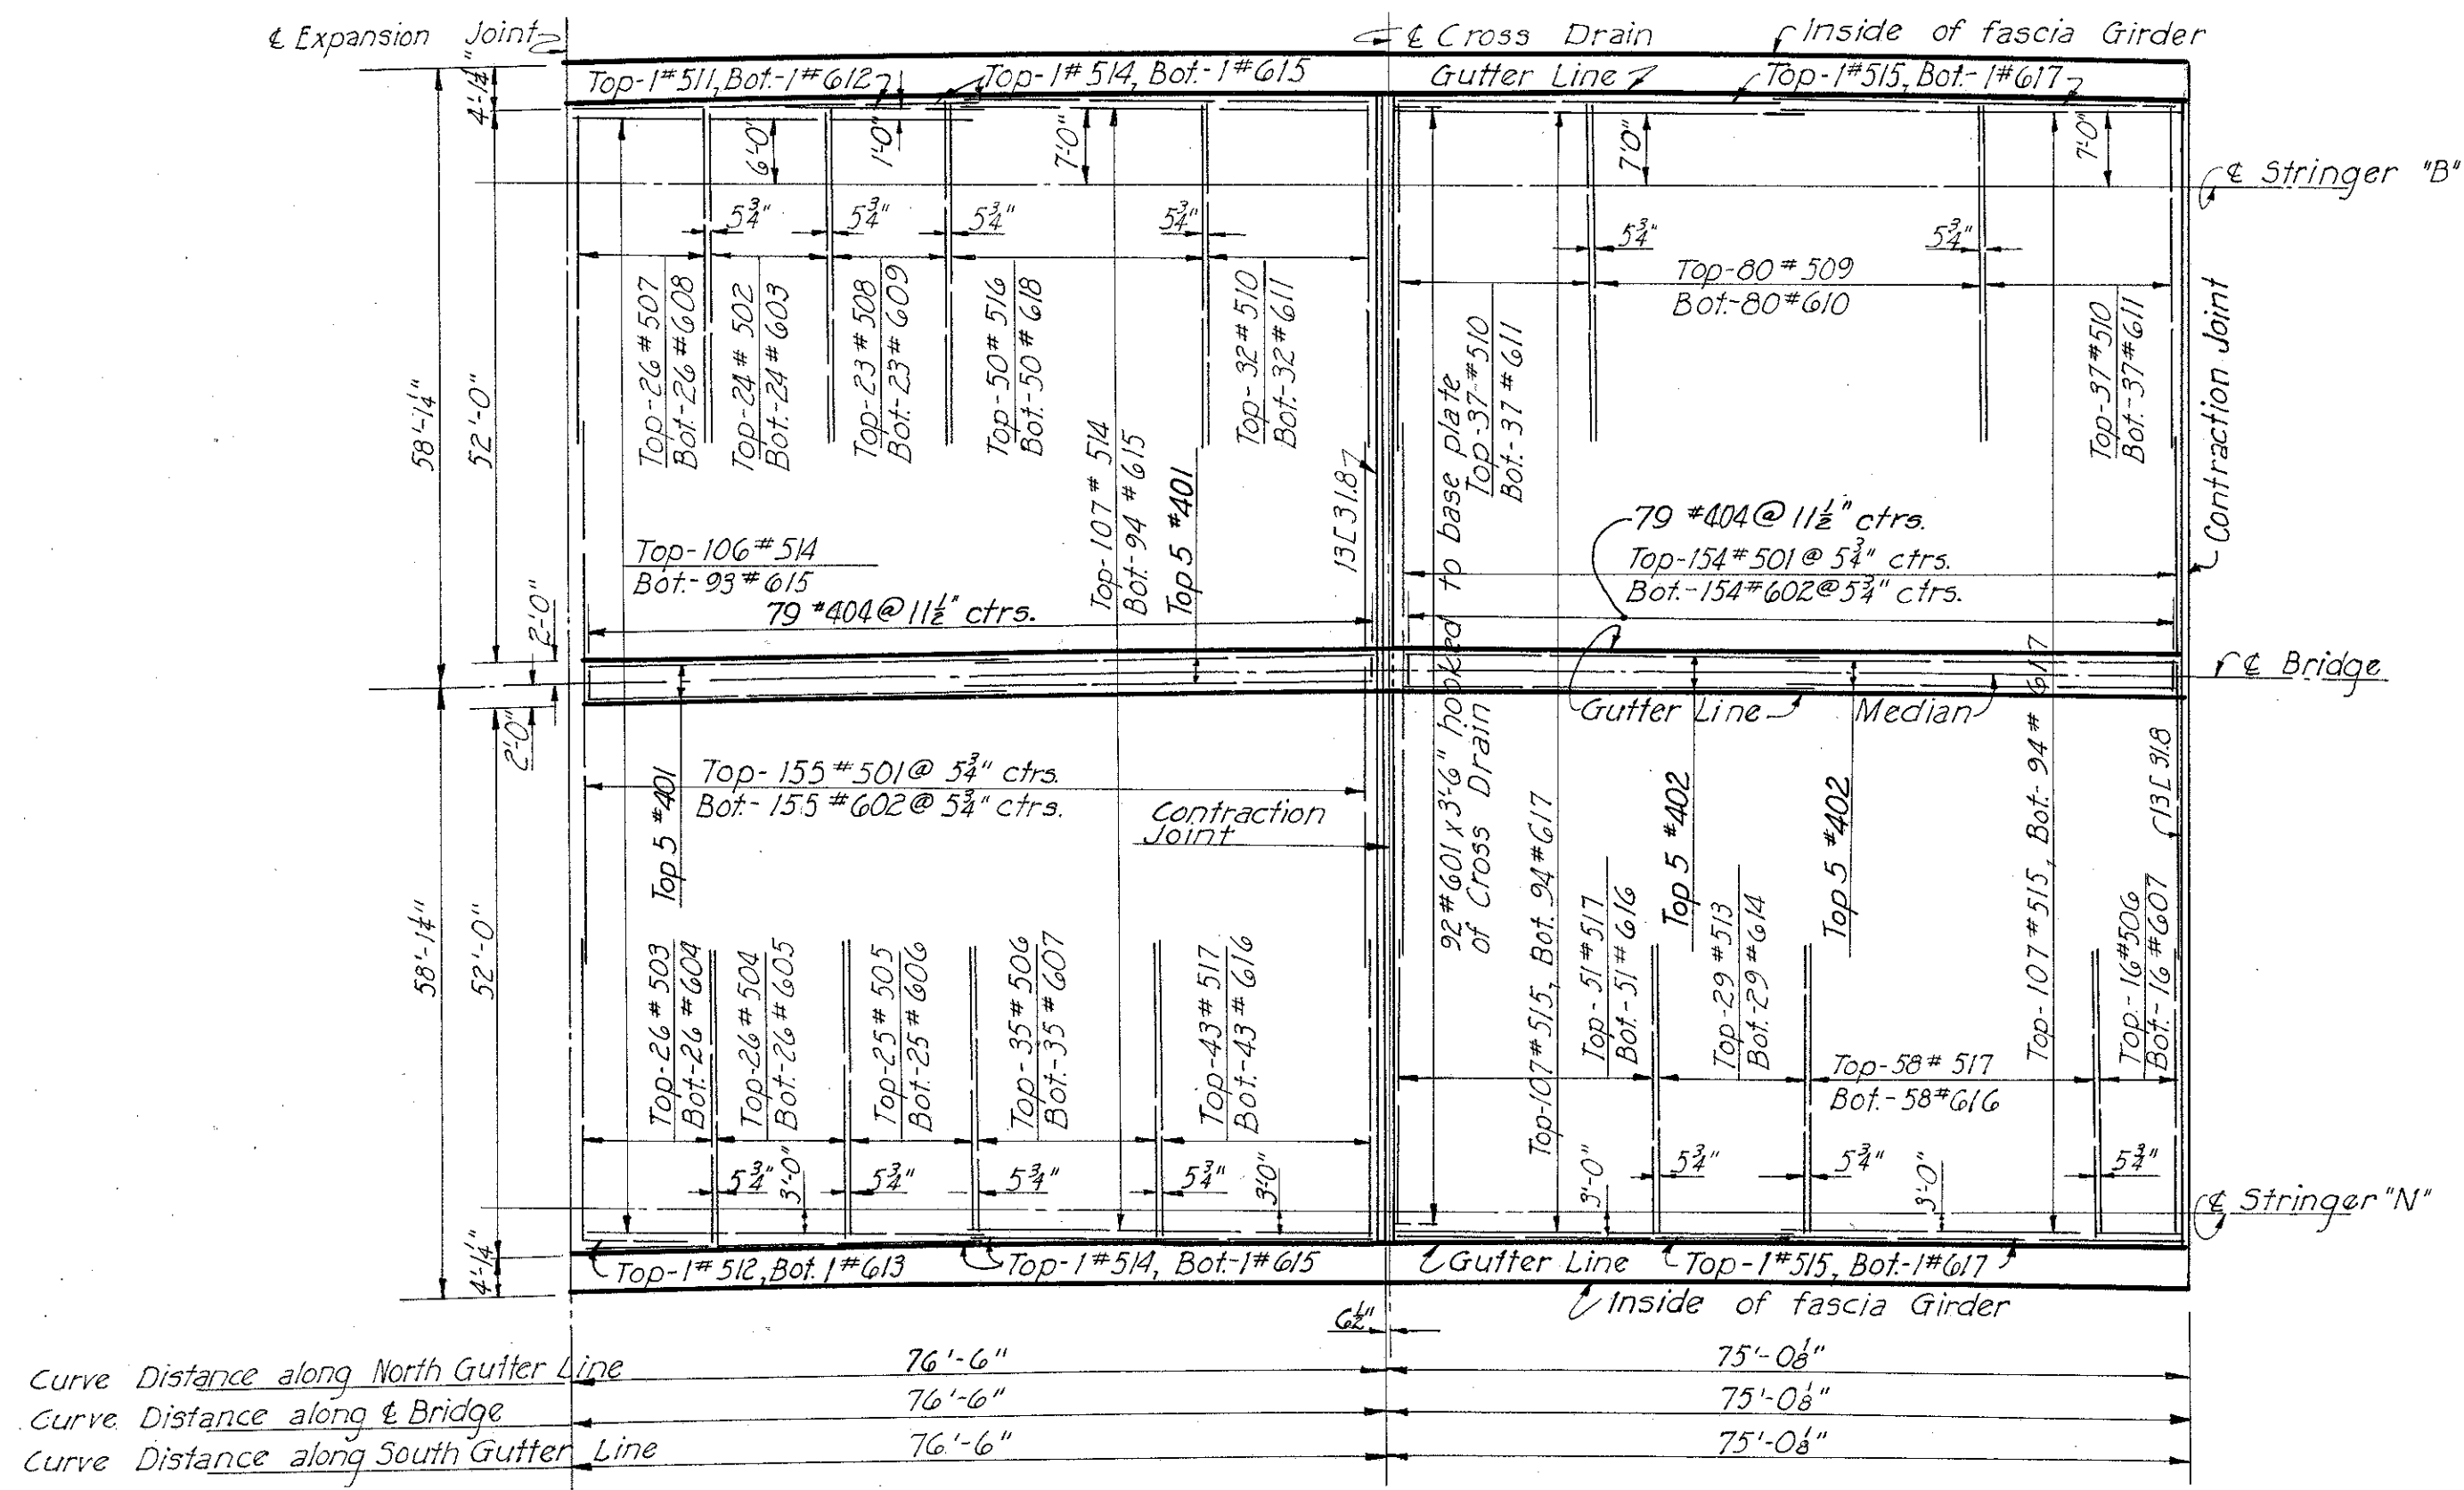 ℄ Expansion Joint
℄ Cross Drain
Inside of fascia Girder
4'-1¼"
Top-1#511, Bot.-1#612
Top-1#514, Bot.-1#615
Gutter Line
Top-1#515, Bot.-1#617
6'-0"
1'-0"
7'-0"
7'0"
7'-0"
℄ Stringer "B"
5¾"
5¾"
5¾"
5¾"
5¾"
5¾"
58'-1¼"
52'-0"
Top-26#507
Bot.-26#608
Top-24#502
Bot.-24#603
Top-23#508
Bot.-23#609
Top-50#516
Bot.-50#618
Top-32#510
Bot.-32#611
Top-37#510
Bot.-37#611
Top-80#509
Bot.-80#610
Top-37#510
Bot.-37#611
Contraction Joint
Top-107#514
Bot.-94#615
Top 5 #401
13[31.8
Top-106#514
Bot.-93#615
79 #404@11½" ctrs.
79 #404@11½" ctrs.
Top-154#501@5¾" ctrs.
Bot.-154#602@5¾" ctrs.
2'-0"
2'-0"
℄ Bridge
Gutter Line
Median
92#601x3'-6" hooked to base plate
of Cross Drain
Top-155#501@5¾" ctrs.
Bot.-155#602@5¾" ctrs.
Top 5 #401
Contraction
Joint
Top-107#515, Bot. 94#617
Top 5 #402
Top 5 #402
Top-107#515, Bot.-94#617
13[31.8
58'-1¼"
52'-0"
Top-26#503
Bot.-26#604
Top-26#504
Bot.-26#605
Top-25#505
Bot.-25#606
Top-35#506
Bot.-35#607
Top-43#517
Bot.-43#616
Top-51#517
Bot.-51#616
Top-29#513
Bot.-29#614
Top-58#517
Bot.-58#616
Top.-16#506
Bot.-16#607
5¾"
3'-0"
5¾"
5¾"
5¾"
3'0"
3'-0"
5¾"
5¾"
3'-0"
5¾"
℄ Stringer "N"
4'-1¼"
Top-1#512, Bot. 1#613
Top-1#514, Bot.-1#615
Gutter Line
Top-1#515, Bot.-1#617
Inside of fascia Girder
6½"
Curve Distance along North Gutter Line 76'-6" 75'-0⅛"
Curve Distance along ℄ Bridge 76'-6" 75'-0⅛"
Curve Distance along South Gutter Line 76'-6" 75'-0⅛"